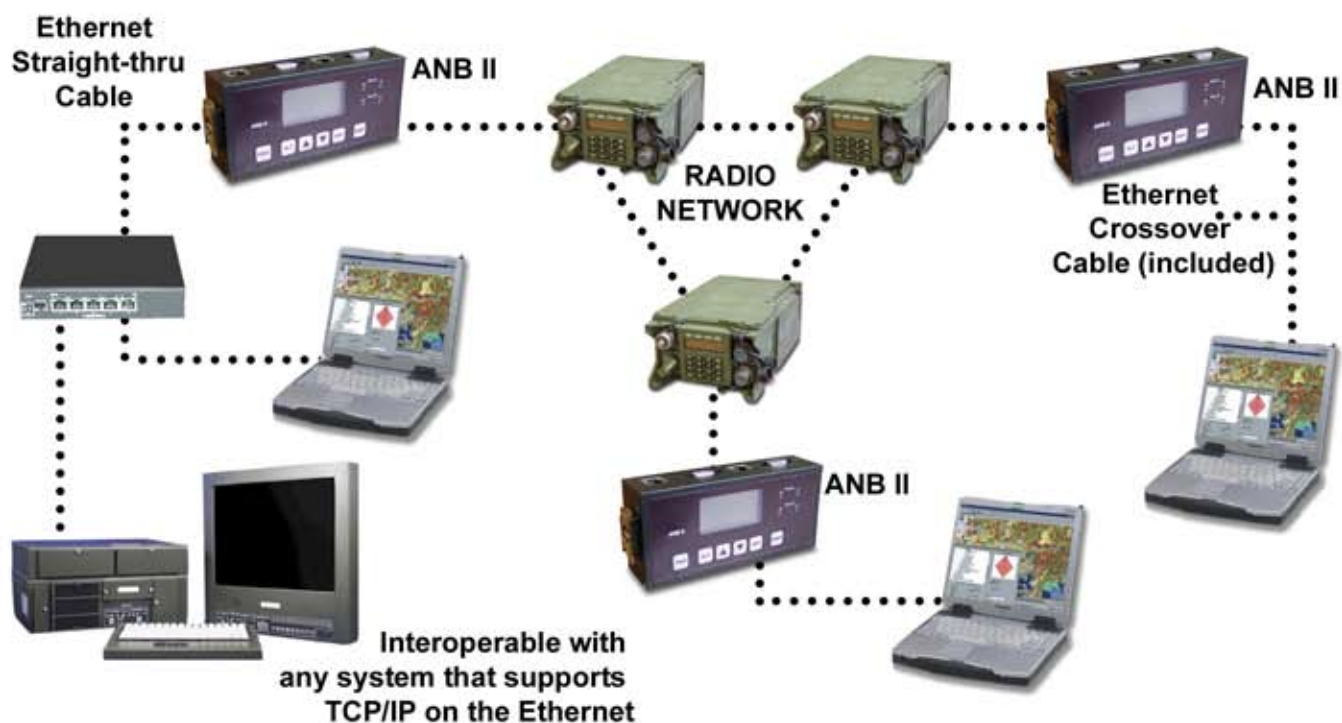 Ethernet
Straight-thru
Cable
ANB II
ANB II
RADIO
NETWORK
Ethernet
Crossover
Cable (included)
ANB II
Interoperable with
any system that supports
TCP/IP on the Ethernet